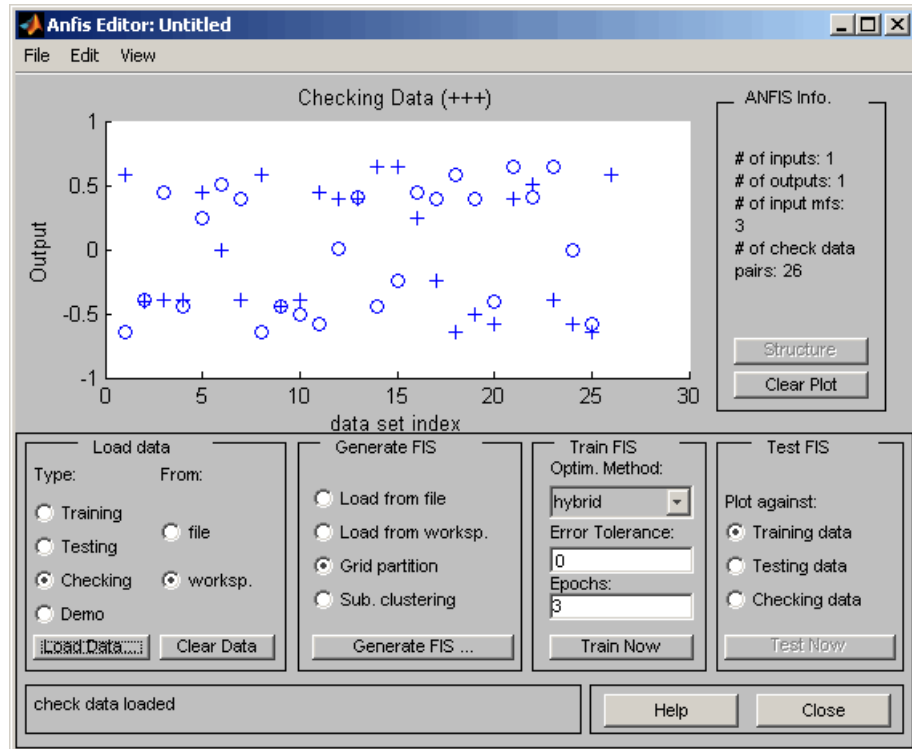 Anfis Editor: Untitled
File Edit View
Checking Data (+++)
Output
1
0.5
0
-0.5
-1
0 5 10 15 20 25 30
data set index
ANFIS Info.
# of inputs: 1
# of outputs: 1
# of input mfs:
3
# of check data
pairs: 26
Structure
Clear Plot
Load data
Type: From:
Training
Testing
Checking
Demo
file
worksp.
Load Data... Clear Data
Generate FIS
Load from file
Load from worksp.
Grid partition
Sub. clustering
Generate FIS ...
Train FIS
Optim. Method:
hybrid
Error Tolerance:
0
Epochs:
3
Train Now
Test FIS
Plot against:
Training data
Testing data
Checking data
Test Now
check data loaded
Help Close